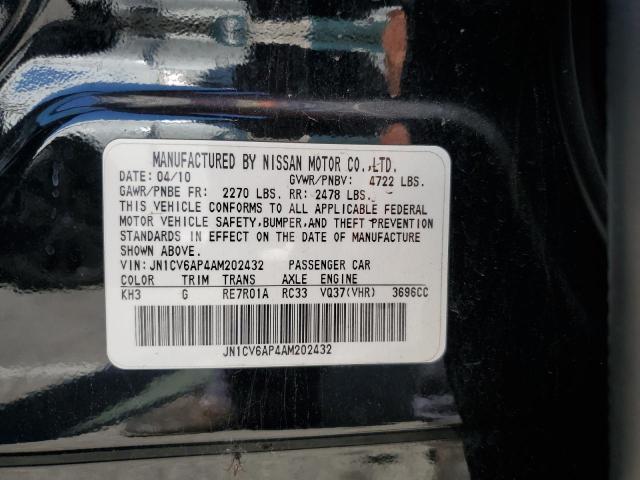 MANUFACTURED BY NISSAN MOTOR CO.,LTD.
DATE: 04/10 GVWR/PNBV: 4722 LBS.
GAWR/PNBE FR: 2270 LBS. RR: 2478 LBS.
THIS VEHICLE CONFORMS TO ALL APPLICABLE FEDERAL
MOTOR VEHICLE SAFETY, BUMPER, AND THEFT PREVENTION
STANDARDS IN EFFECT ON THE DATE OF MANUFACTURE
SHOWN ABOVE.
VIN: JN1CV6AP4AM202432 PASSENGER CAR
COLOR TRIM TRANS AXLE ENGINE
KH3 G RE7R01A RC33 VQ37(VHR) 3696CC
JN1CV6AP4AM202432